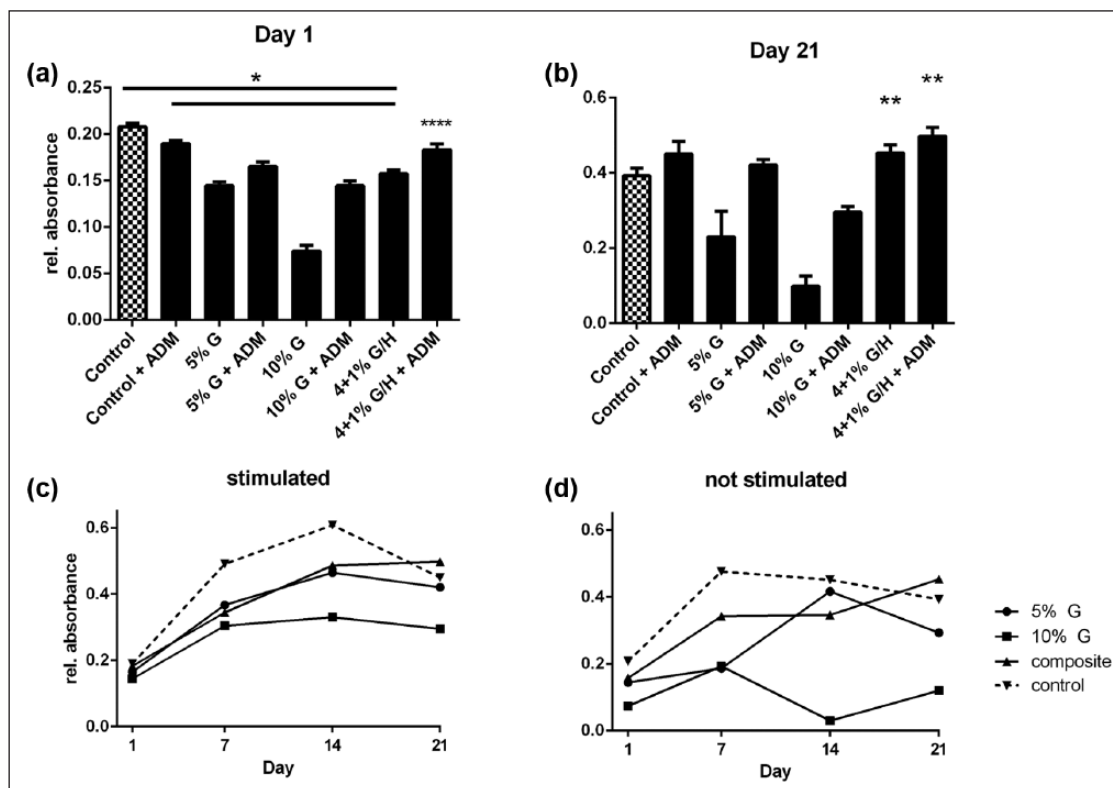 Day 1
(a)
*
****
rel. absorbance
0.25
0.20
0.15
0.10
0.05
0.00
Control
Control + ADM
5% G
5% G + ADM
10% G
10% G + ADM
4+1% G/H
4+1% G/H + ADM
Day 21
(b)
**
**
0.6
0.4
0.2
0.0
Control
Control + ADM
5% G
5% G + ADM
10% G
10% G + ADM
4+1% G/H
4+1% G/H + ADM
(c)
stimulated
rel. absorbance
0.6
0.4
0.2
0.0
1 7 14 21
Day
(d)
not stimulated
0.6
0.4
0.2
0.0
1 7 14 21
Day
5% G
10% G
composite
control